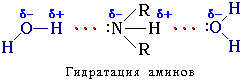 δ− δ+ δ− R δ+ δ− H
O—H ····· :N—H ····· :O
H R H
Гидратация аминов